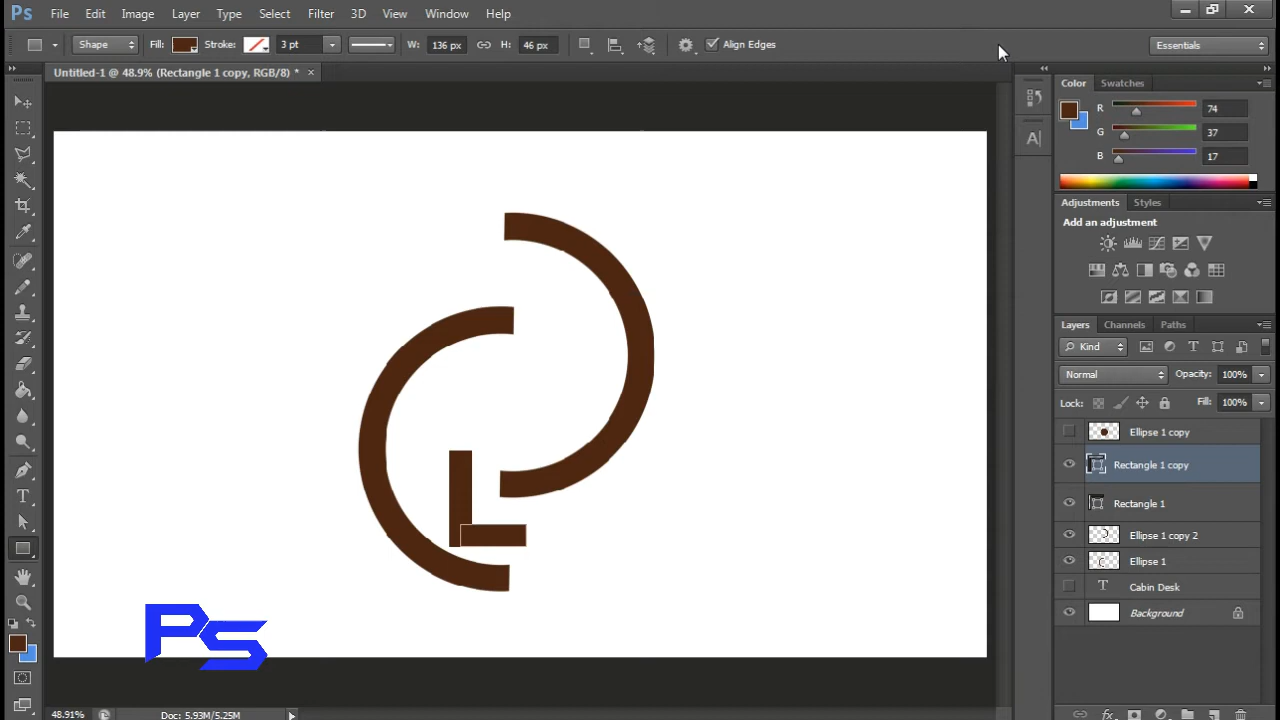 Ps File Edit Image Layer Type Select Filter 3D View Window Help
Shape Fill: Stroke: 3 pt W: 136 px H: 46 px Align Edges Essentials
Untitled-1 @ 48.9% (Rectangle 1 copy, RGB/8) * ×
Color Swatches
R 74
G 37
B 17
Adjustments Styles
Add an adjustment
Layers Channels Paths
Kind
Normal Opacity: 100%
Lock: Fill: 100%
Ellipse 1 copy
Rectangle 1 copy
Rectangle 1
Ellipse 1 copy 2
Ellipse 1
T Cabin Desk
Background
PS
48.91% Doc: 5.93M/5.25M